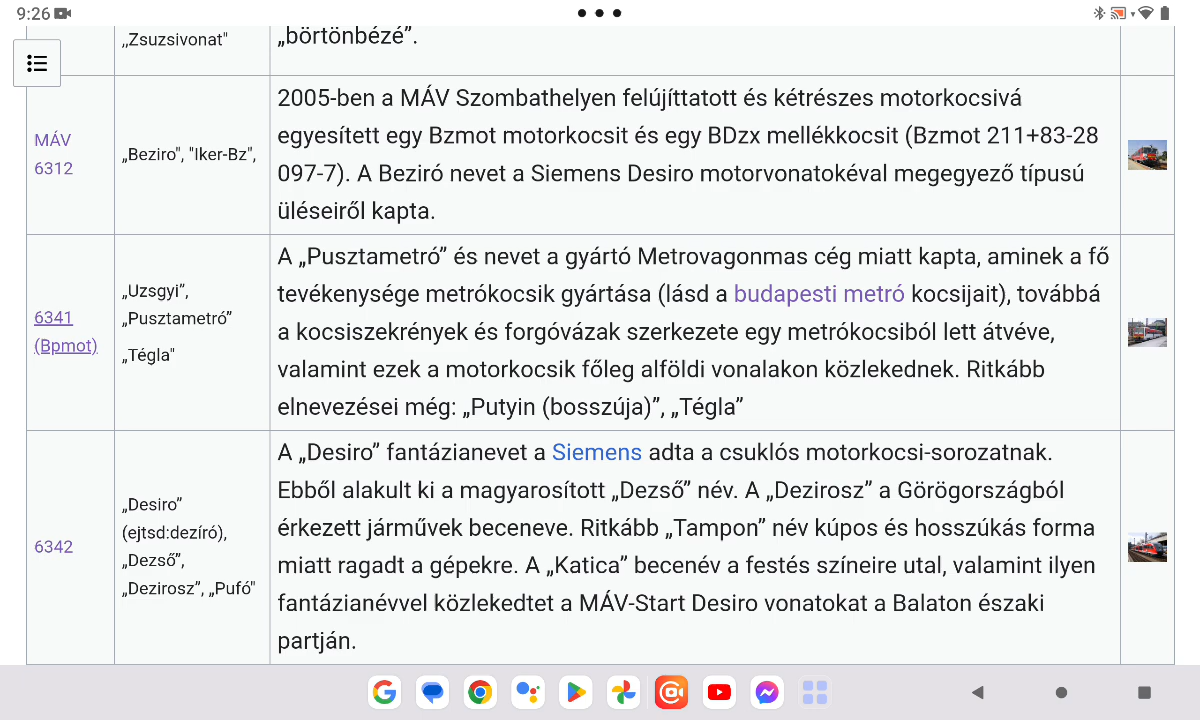 9:26
„Zsuzsivonat"
„börtönbézé”.
MÁV
6312
„Beziro", "Iker-Bz",
2005-ben a MÁV Szombathelyen felújíttatott és kétrészes motorkocsivá
egyesített egy Bzmot motorkocsit és egy BDzx mellékkocsit (Bzmot 211+83-28
097-7). A Beziró nevet a Siemens Desiro motorvonatokéval megegyező típusú
üléseiről kapta.
6341
(Bpmot)
„Uzsgyi”,
„Pusztametró”
„Tégla"
A „Pusztametró” és nevet a gyártó Metrovagonmas cég miatt kapta, aminek a fő
tevékenysége metrókocsik gyártása (lásd a budapesti metró kocsijait), továbbá
a kocsiszekrények és forgóvázak szerkezete egy metrókocsiból lett átvéve,
valamint ezek a motorkocsik főleg alföldi vonalakon közlekednek. Ritkább
elnevezései még: „Putyin (bosszúja)”, „Tégla”
6342
„Desiro”
(ejtsd:dezíró),
„Dezső”,
„Dezirosz”, „Pufó"
A „Desiro” fantázianevet a Siemens adta a csuklós motorkocsi-sorozatnak.
Ebből alakult ki a magyarosított „Dezső” név. A „Dezirosz” a Görögországból
érkezett járművek beceneve. Ritkább „Tampon” név kúpos és hosszúkás forma
miatt ragadt a gépekre. A „Katica” becenév a festés színeire utal, valamint ilyen
fantázianévvel közlekedtet a MÁV-Start Desiro vonatokat a Balaton északi
partján.